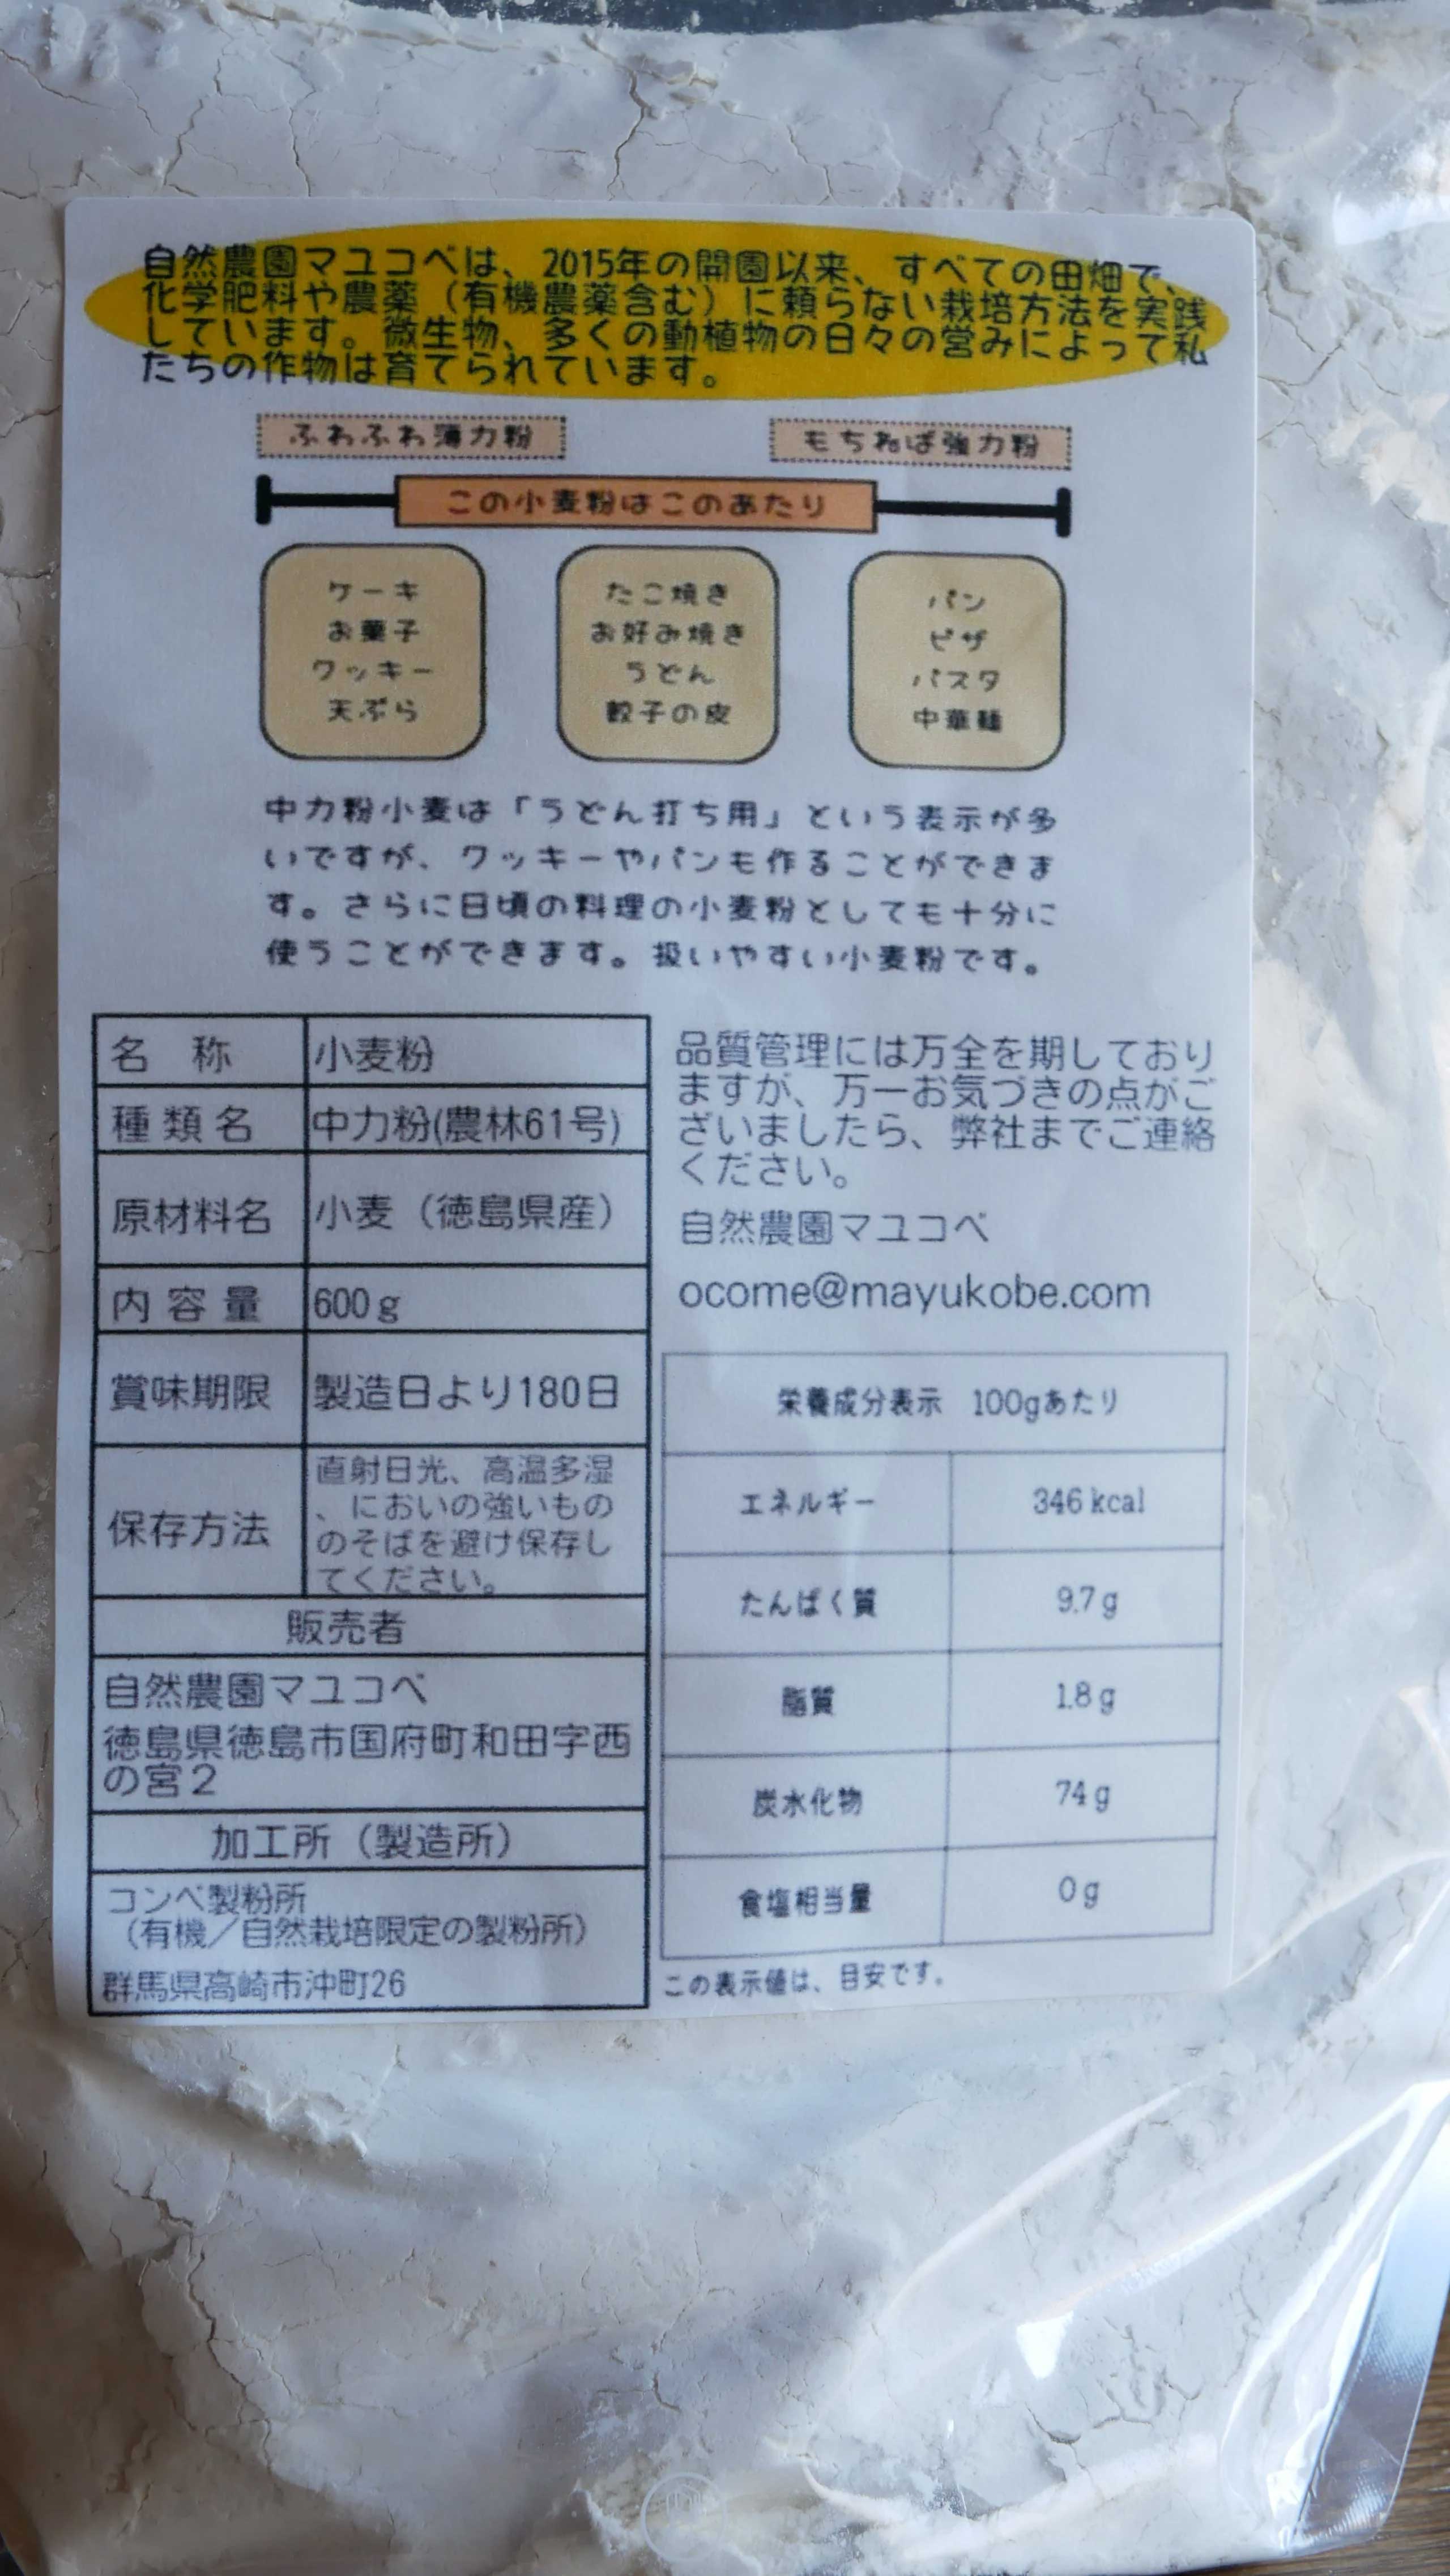 自然農園マユコベは、2015年の開園以来、すべての田畑で、
化学肥料や農薬（有機農薬含む）に頼らない栽培方法を実践
しています。微生物、多くの動植物の日々の営みによって私
たちの作物は育てられています。
ふわふわ薄力粉
もちねば強力粉
この小麦粉はこのあたり
ケーキ
お菓子
クッキー
天ぷら
たこ焼き
お好み焼き
うどん
餃子の皮
パン
ピザ
パスタ
中華麺
中力粉小麦は「うどん打ち用」という表示が多
いですが、クッキーやパンも作ることができま
す。さらに日頃の料理の小麦粉としても十分に
使うことができます。扱いやすい小麦粉です。
名 称 小麦粉
種類名 中力粉(農林61号)
原材料名 小麦（徳島県産）
内容量 600g
賞味期限 製造日より180日
保存方法 直射日光、高温多湿
、においの強いもの
のそばを避け保存し
てください。
販売者
自然農園マユコベ
徳島県徳島市国府町和田字西
の宮２
加工所（製造所）
コンベ製粉所
（有機／自然栽培限定の製粉所）
群馬県高崎市沖町26
品質管理には万全を期しており
ますが、万一お気づきの点がご
ざいましたら、弊社までご連絡
ください。
自然農園マユコベ
ocome@mayukobe.com
栄養成分表示 100gあたり
エネルギー 346 kcal
たんぱく質 9.7 g
脂質 1.8 g
炭水化物 74 g
食塩相当量 0 g
この表示値は、目安です。